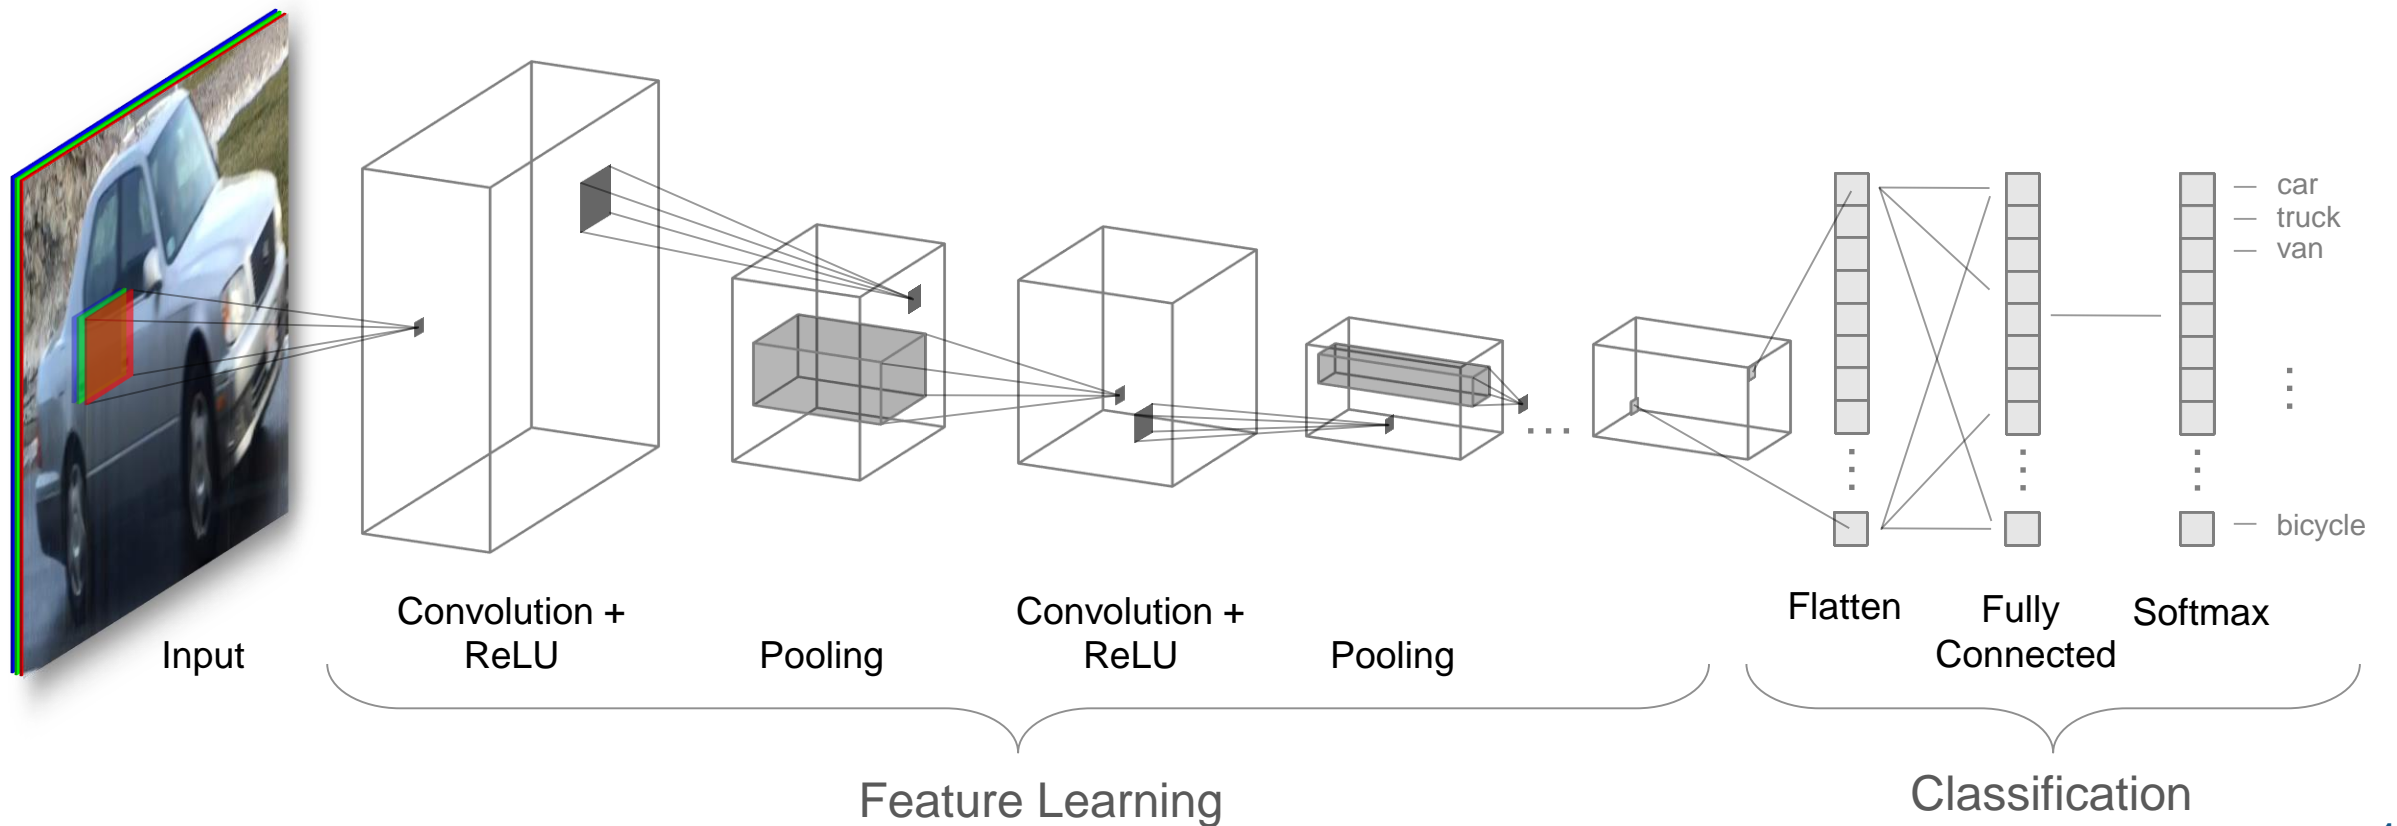 car
truck
van
bicycle
Input
Convolution +
ReLU
Pooling
Convolution +
ReLU
Pooling
Flatten
Fully
Connected
Softmax
Feature Learning
Classification